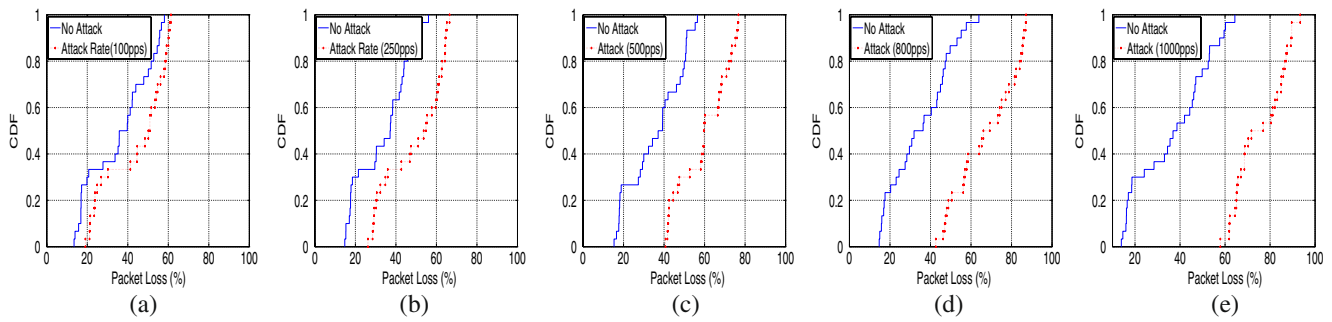 No Attack
Attack Rate(100pps)
1
0.8
0.6
0.4
0.2
0
CDF
0 20 40 60 80 100
Packet Loss (%)
(a)
No Attack
Attack Rate (250pps)
1
0.8
0.6
0.4
0.2
0
CDF
0 20 40 60 80 100
Packet Loss (%)
(b)
No Attack
Attack (500pps)
1
0.8
0.6
0.4
0.2
0
CDF
0 20 40 60 80 100
Packet Loss (%)
(c)
No Attack
Attack (800pps)
1
0.8
0.6
0.4
0.2
0
CDF
0 20 40 60 80 100
Packet Loss (%)
(d)
No Attack
Attack (1000pps)
1
0.8
0.6
0.4
0.2
0
CDF
20 40 60 80 100
Packet Loss (%)
(e)